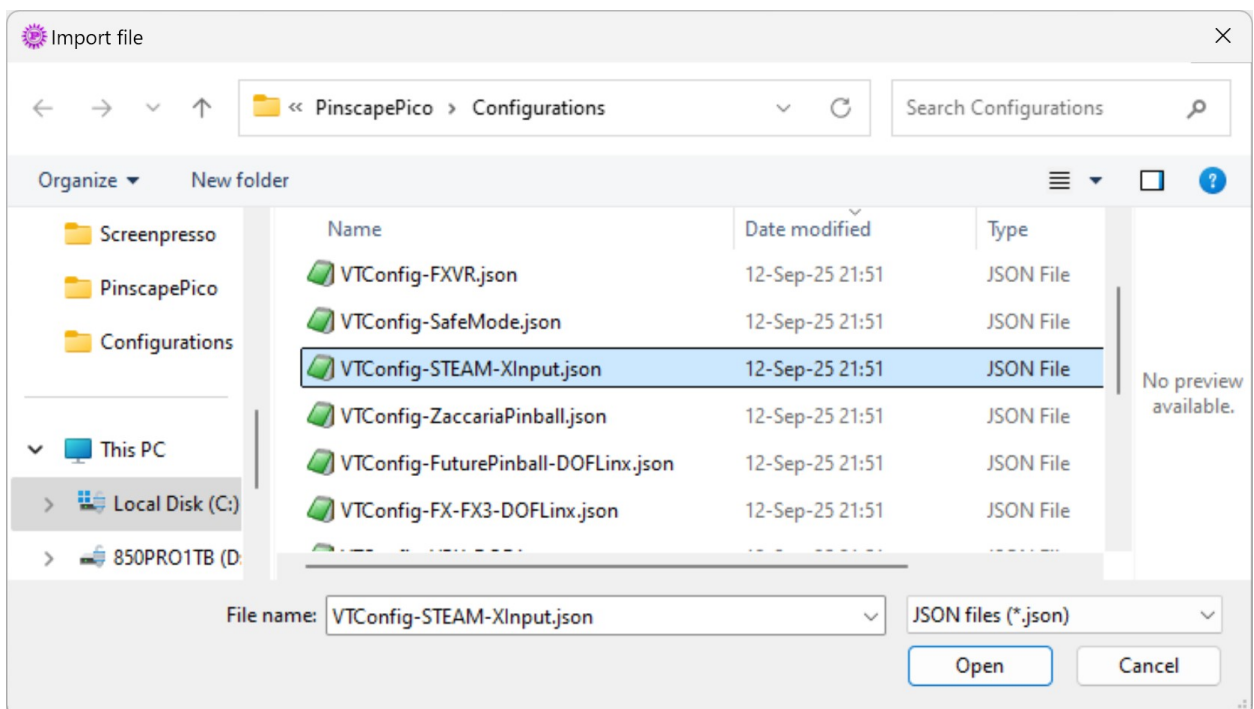 Import file
« PinscapePico › Configurations
Search Configurations
Organize
New folder
Screenpresso
PinscapePico
Configurations
This PC
Local Disk (C:)
850PRO1TB (D:
Name Date modified Type
VTConfig-FXVR.json 12-Sep-25 21:51 JSON File
VTConfig-SafeMode.json 12-Sep-25 21:51 JSON File
VTConfig-STEAM-XInput.json 12-Sep-25 21:51 JSON File
VTConfig-ZaccariaPinball.json 12-Sep-25 21:51 JSON File
VTConfig-FuturePinball-DOFLinx.json 12-Sep-25 21:51 JSON File
VTConfig-FX-FX3-DOFLinx.json 12-Sep-25 21:51 JSON File
No preview
available.
File name: VTConfig-STEAM-XInput.json
JSON files (*.json)
Open
Cancel